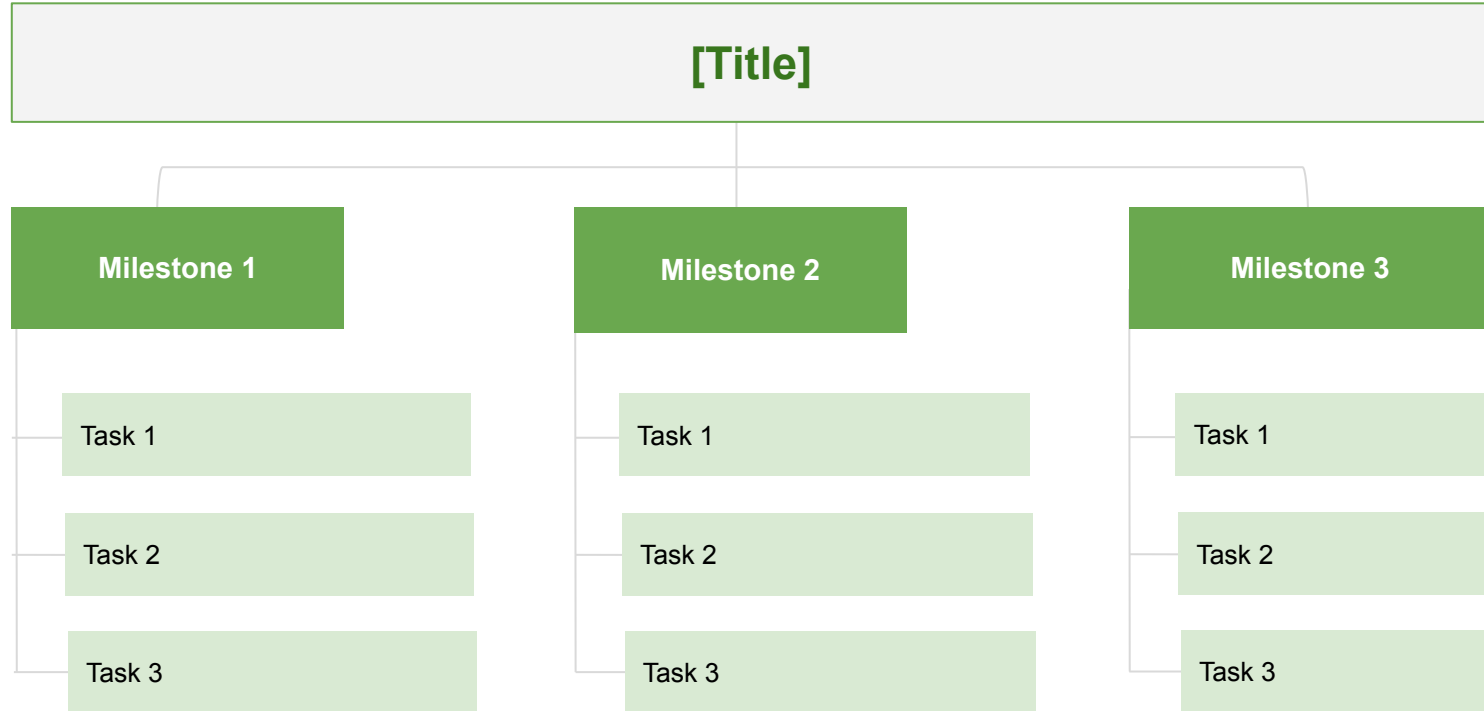 [Title]
Milestone 1
Milestone 2
Milestone 3
Task 1
Task 1
Task 1
Task 2
Task 2
Task 2
Task 3
Task 3
Task 3